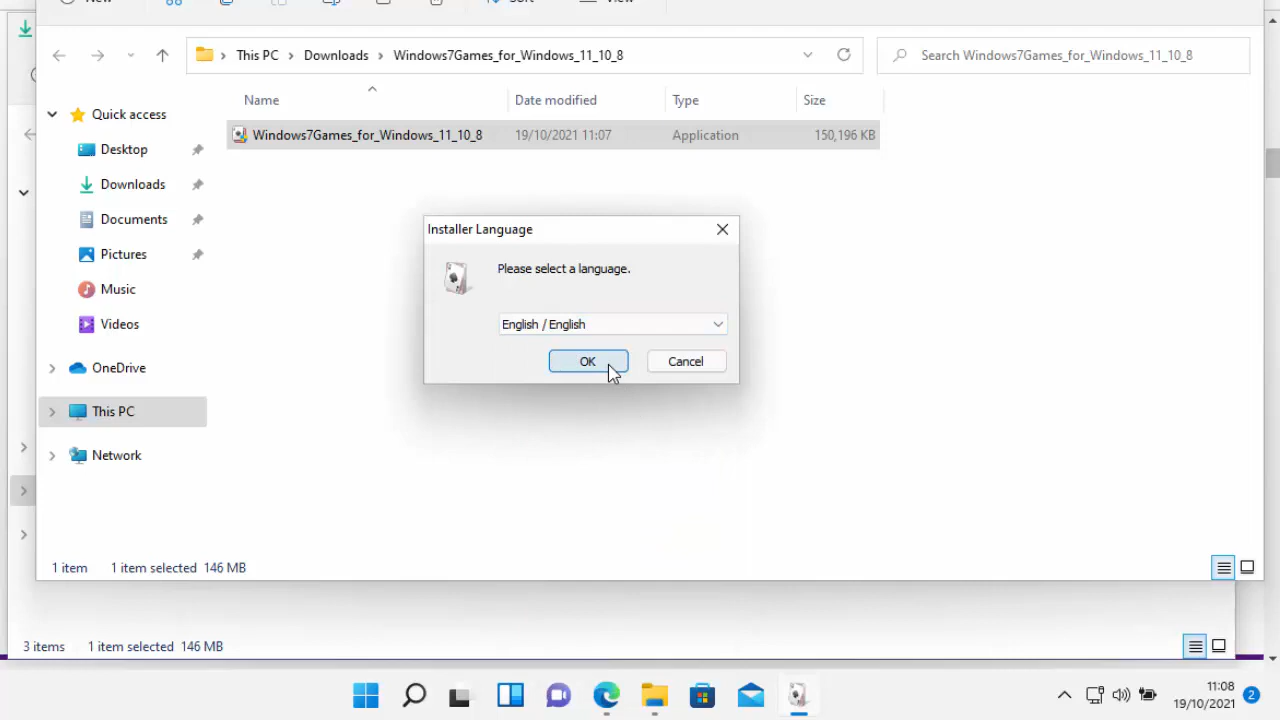 New
Sort
View
This PC > Downloads > Windows7Games_for_Windows_11_10_8
Search Windows7Games_for_Windows_11_10_8
Name
Date modified
Type
Size
Windows7Games_for_Windows_11_10_8
19/10/2021 11:07
Application
150,196 KB
Quick access
Desktop
Downloads
Documents
Pictures
Music
Videos
OneDrive
This PC
Network
Installer Language
Please select a language.
English / English
OK
Cancel
1 item
1 item selected 146 MB
3 items
1 item selected 146 MB
11:08
19/10/2021
2